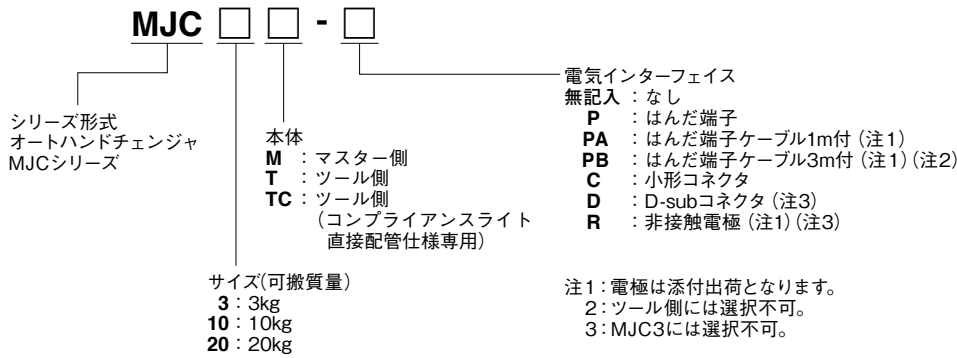 MJC □ □ - □
シリーズ形式
オートハンドチェンジャ
MJCシリーズ
サイズ(可搬質量)
3：3kg
10：10kg
20：20kg
本体
M：マスター側
T：ツール側
TC：ツール側
(コンプライアンスライト
直接配管仕様専用)
電気インターフェイス
無記入：なし
P：はんだ端子
PA：はんだ端子ケーブル1m付（注1）
PB：はんだ端子ケーブル3m付（注1）（注2）
C：小形コネクタ
D：D-subコネクタ（注3）
R：非接触電極（注1）（注3）
注1：電極は添付出荷となります。
2：ツール側には選択不可。
3：MJC3には選択不可。